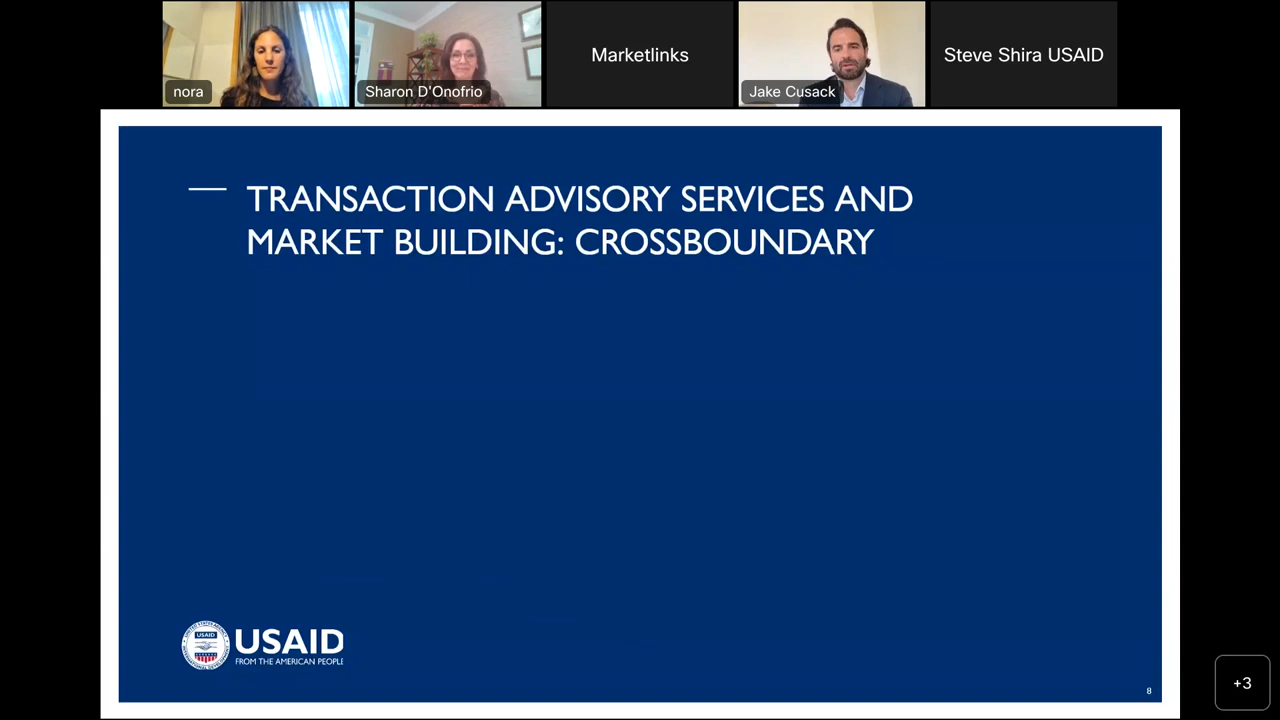 nora
Sharon D'Onofrio
Marketlinks
Jake Cusack
Steve Shira USAID
TRANSACTION ADVISORY SERVICES AND
MARKET BUILDING: CROSSBOUNDARY
USAID
USAID
FROM THE AMERICAN PEOPLE
8
+3